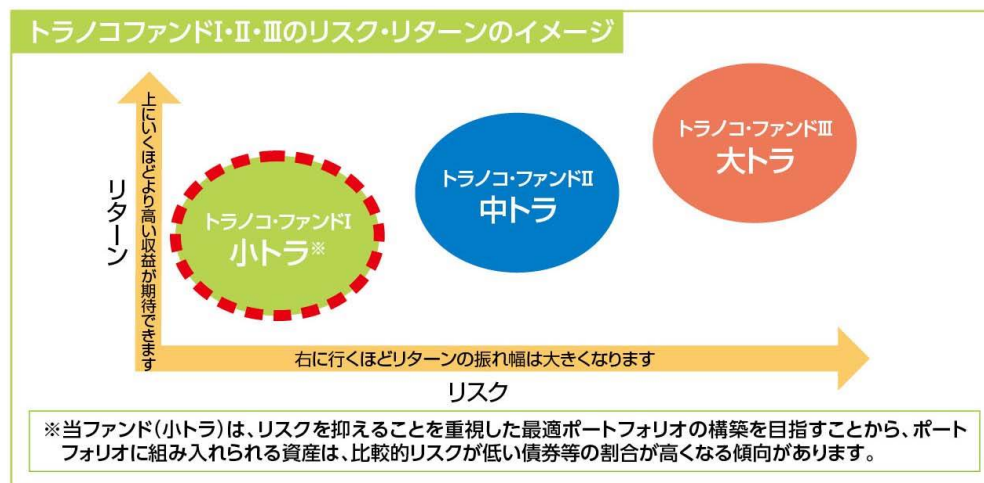 トラノコファンドⅠ・Ⅱ・Ⅲのリスク・リターンのイメージ
リターン
上にいくほどより高い収益が期待できます
トラノコ・ファンドⅠ
小トラ※
トラノコ・ファンドⅡ
中トラ
トラノコ・ファンドⅢ
大トラ
右に行くほどリターンの振れ幅は大きくなります
リスク
※当ファンド(小トラ)は、リスクを抑えることを重視した最適ポートフォリオの構築を目指すことから、ポート
フォリオに組み入れられる資産は、比較的リスクが低い債券等の割合が高くなる傾向があります。